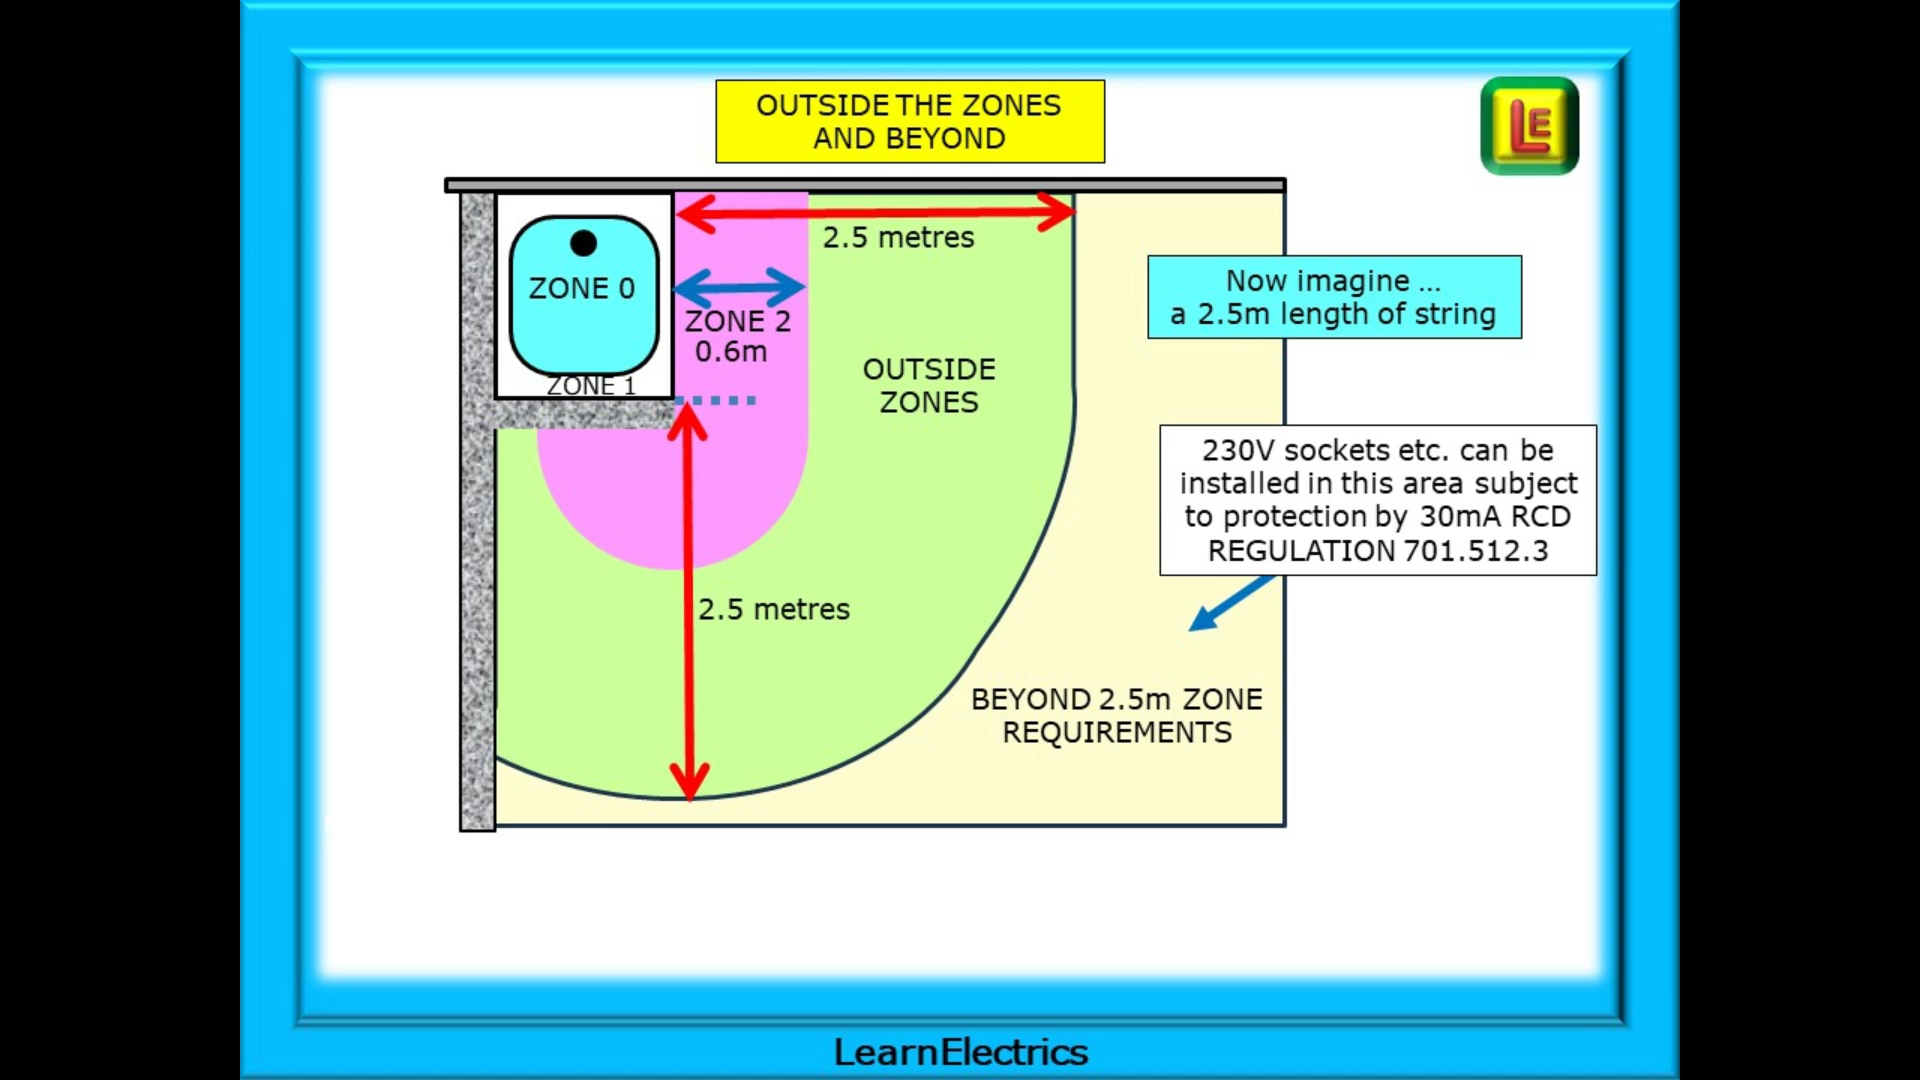 OUTSIDE THE ZONES
AND BEYOND
LE
2.5 metres
ZONE 0
ZONE 2
0.6m
ZONE 1
OUTSIDE
ZONES
Now imagine ...
a 2.5m length of string
230V sockets etc. can be
installed in this area subject
to protection by 30mA RCD
REGULATION 701.512.3
2.5 metres
BEYOND 2.5m ZONE
REQUIREMENTS
LearnElectrics